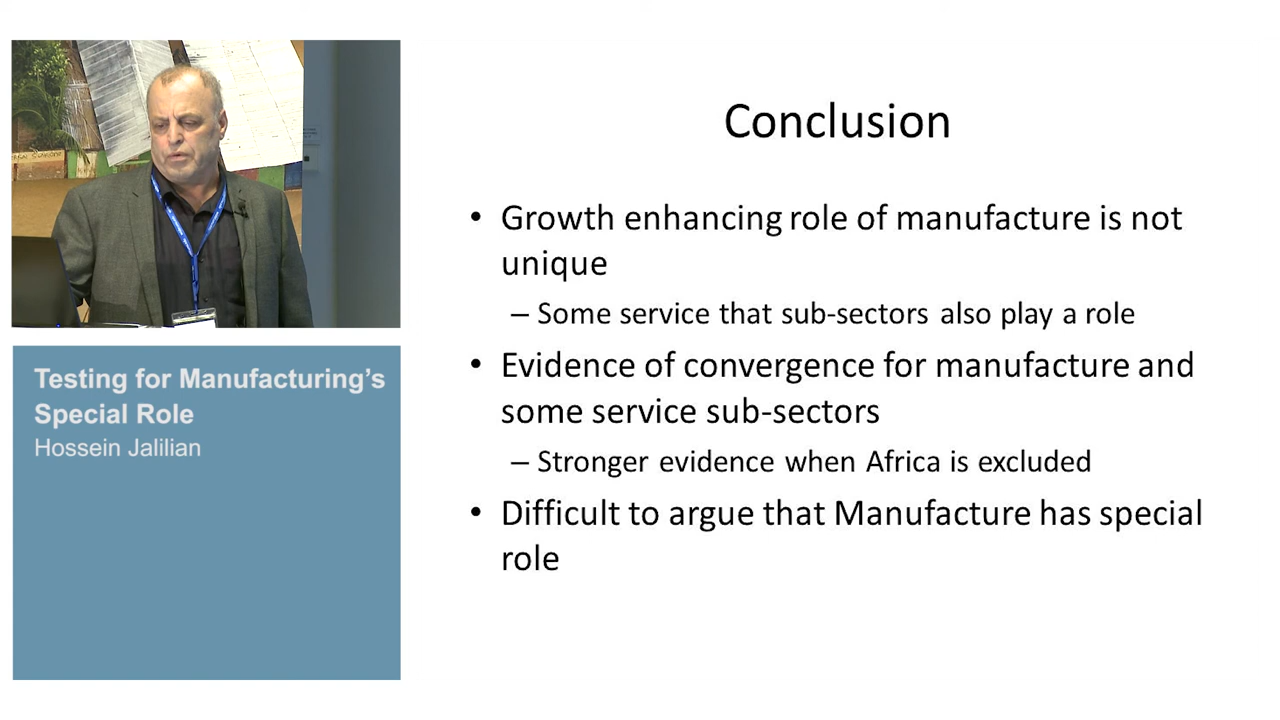 Conclusion
• Growth enhancing role of manufacture is not
unique
– Some service that sub-sectors also play a role
• Evidence of convergence for manufacture and
some service sub-sectors
– Stronger evidence when Africa is excluded
• Difficult to argue that Manufacture has special
role
Testing for Manufacturing’s
Special Role
Hossein Jalilian